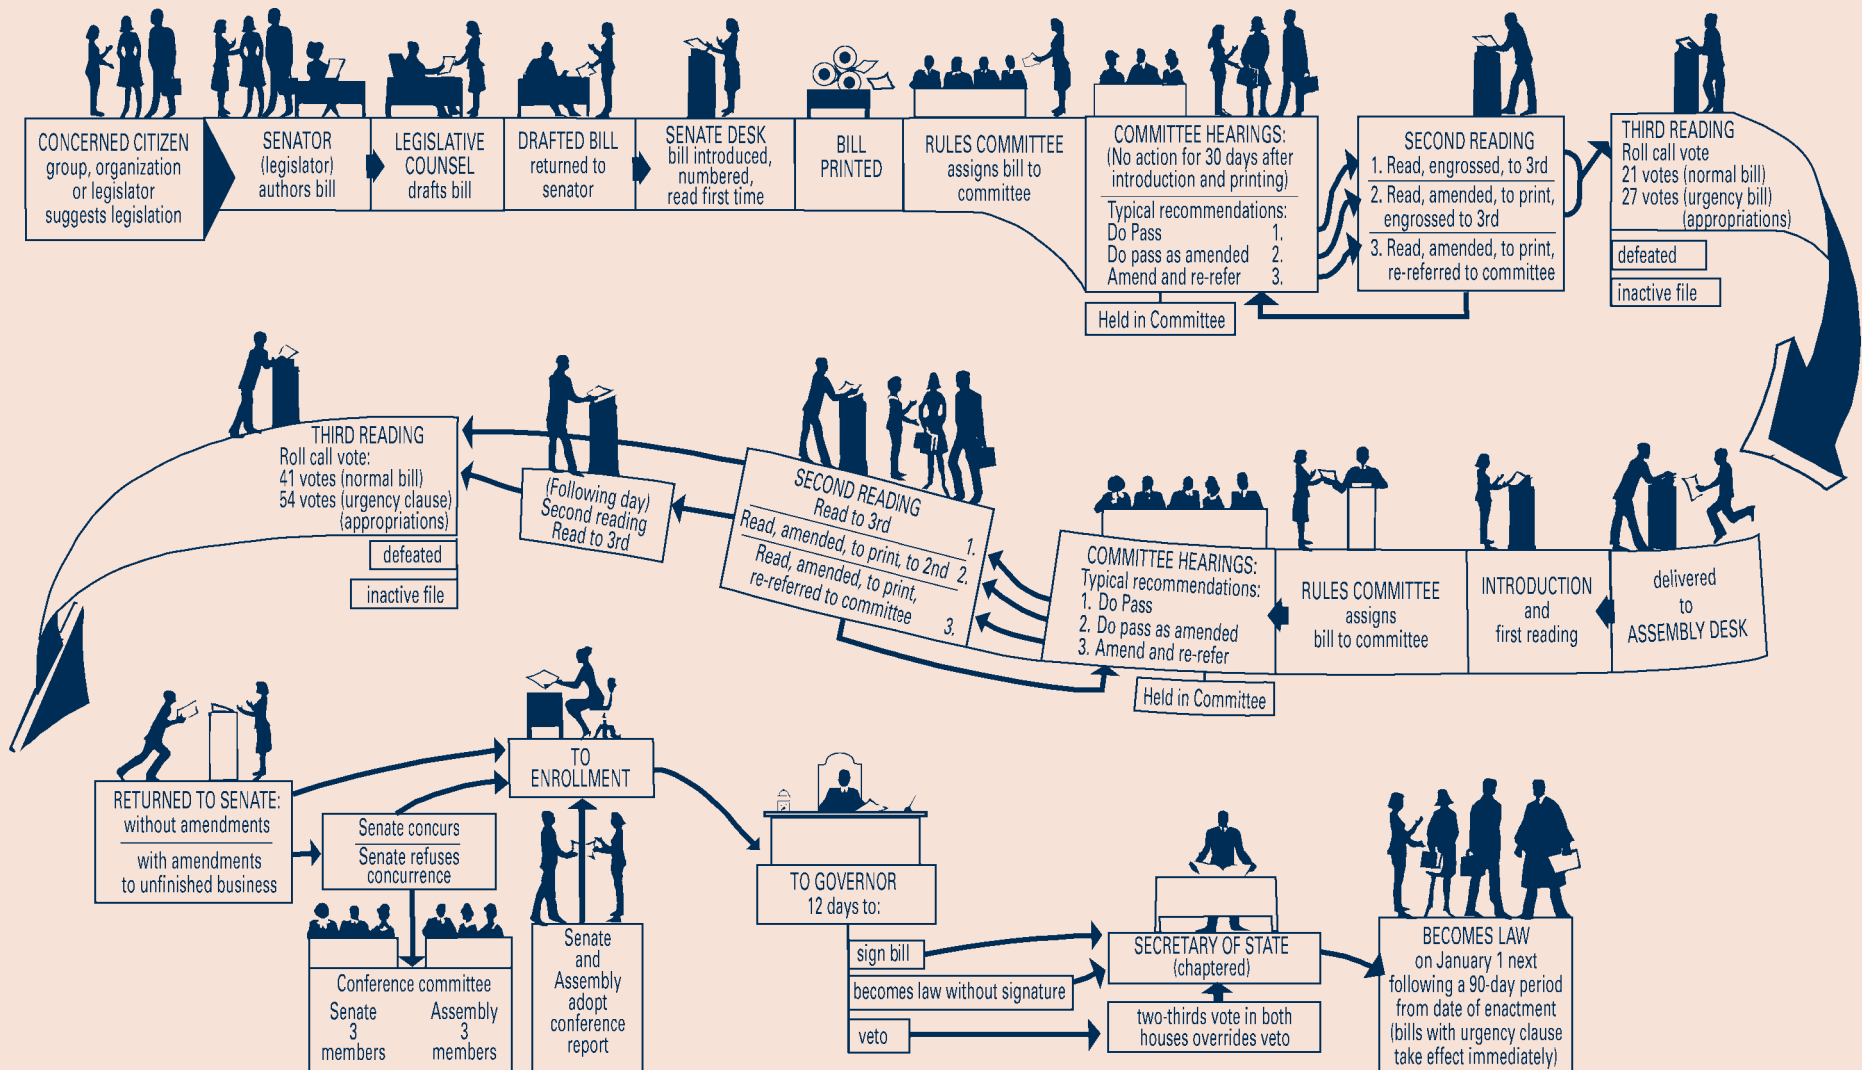 CONCERNED CITIZEN
group, organization
or legislator
suggests legislation
SENATOR
(legislator)
authors bill
LEGISLATIVE
COUNSEL
drafts bill
DRAFTED BILL
returned to
senator
SENATE DESK
bill introduced,
numbered,
read first time
BILL
PRINTED
RULES COMMITTEE
assigns bill to
committee
COMMITTEE HEARINGS:
(No action for 30 days after
introduction and printing)
Typical recommendations:
Do Pass 1.
Do pass as amended 2.
Amend and re-refer 3.
Held in Committee
SECOND READING
1. Read, engrossed, to 3rd
2. Read, amended, to print,
engrossed to 3rd
3. Read, amended, to print,
re-referred to committee
THIRD READING
Roll call vote
21 votes (normal bill)
27 votes (urgency bill)
(appropriations)
defeated
inactive file
delivered
to
ASSEMBLY DESK
INTRODUCTION
and
first reading
RULES COMMITTEE
assigns
bill to committee
COMMITTEE HEARINGS:
Typical recommendations:
1. Do Pass
2. Do pass as amended
3. Amend and re-refer
Held in Committee
SECOND READING
Read to 3rd 1.
Read, amended, to print, to 2nd 2.
Read, amended, to print,
re-referred to committee 3.
(Following day)
Second reading
Read to 3rd
THIRD READING
Roll call vote:
41 votes (normal bill)
54 votes (urgency clause)
(appropriations)
defeated
inactive file
RETURNED TO SENATE:
without amendments
with amendments
to unfinished business
Senate concurs
Senate refuses
concurrence
Conference committee
Senate
3
members
Assembly
3
members
Senate
and
Assembly
adopt
conference
report
TO
ENROLLMENT
TO GOVERNOR
12 days to:
sign bill
becomes law without signature
veto
SECRETARY OF STATE
(chaptered)
two-thirds vote in both
houses overrides veto
BECOMES LAW
on January 1 next
following a 90-day period
from date of enactment
(bills with urgency clause
take effect immediately)